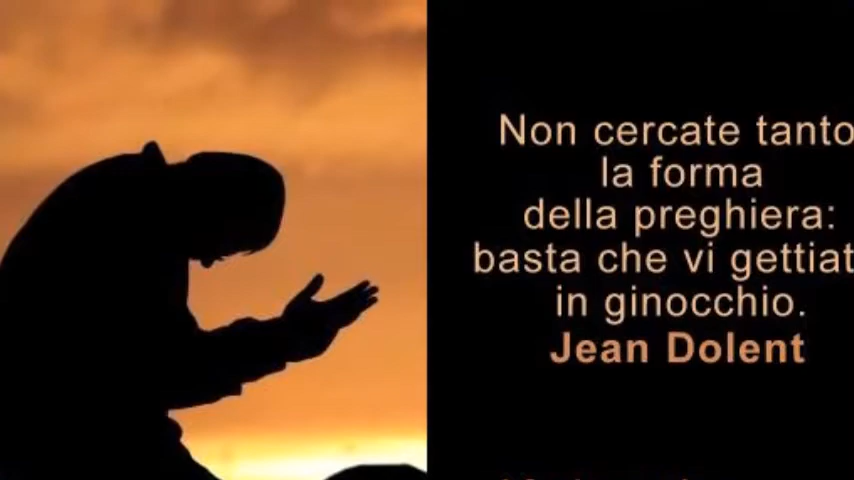 Non cercate tanto
la forma
della preghiera:
basta che vi gettiat
in ginocchio.
Jean Dolent